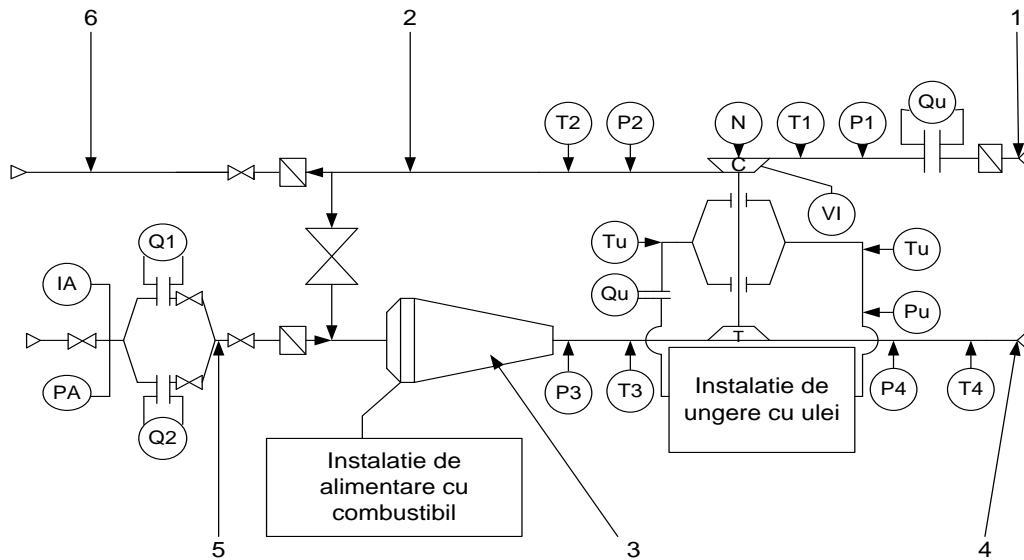 6
2
1
Qu
T2
P2
N
T1
P1
C
VI
Q1
Tu
Tu
IA
Qu
Pu
T
PA
P3
T3
Instalatie de
ungere cu ulei
P4
T4
Q2
Instalatie de
alimentare cu
combustibil
5
3
4